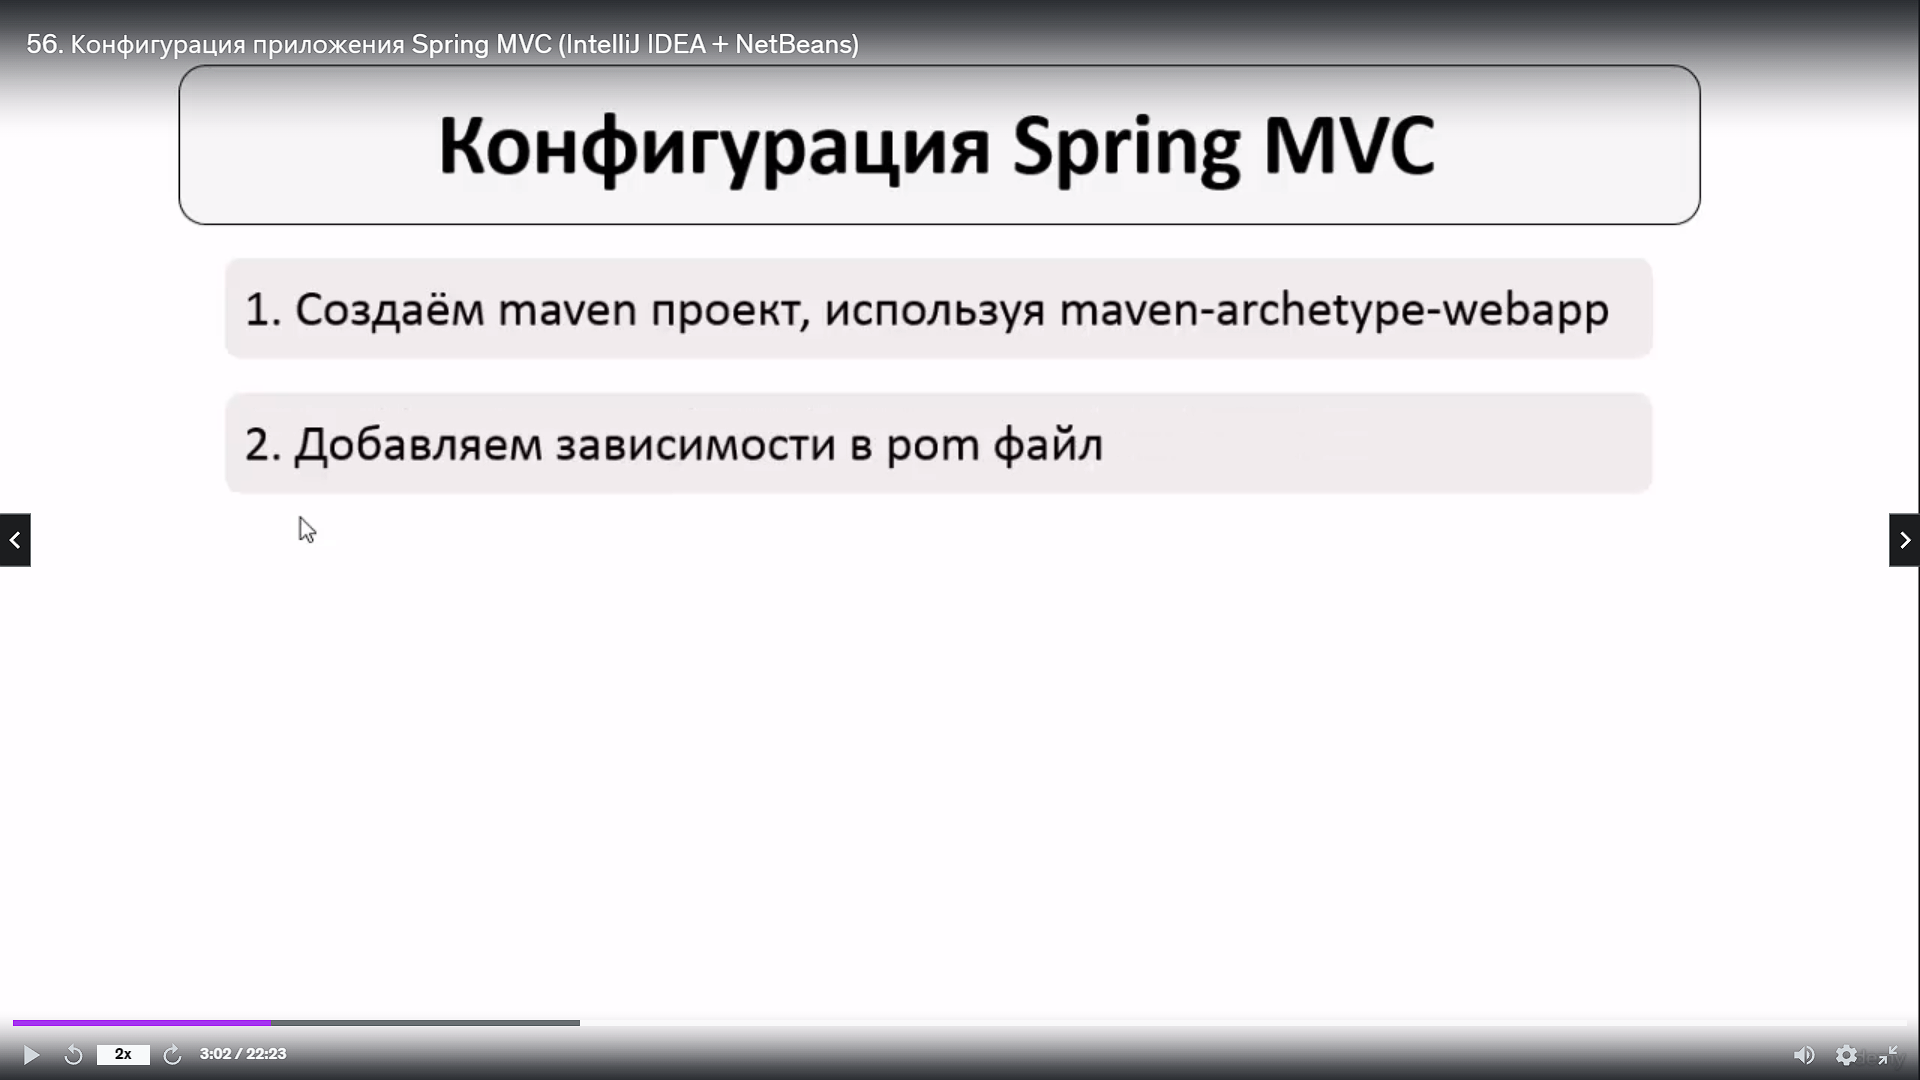 56. Конфигурация приложения Spring MVC (IntelliJ IDEA + NetBeans)
Конфигурация Spring MVC
1. Создаём maven проект, используя maven-archetype-webapp
2. Добавляем зависимости в pom файл
2x
3:02 / 22:23